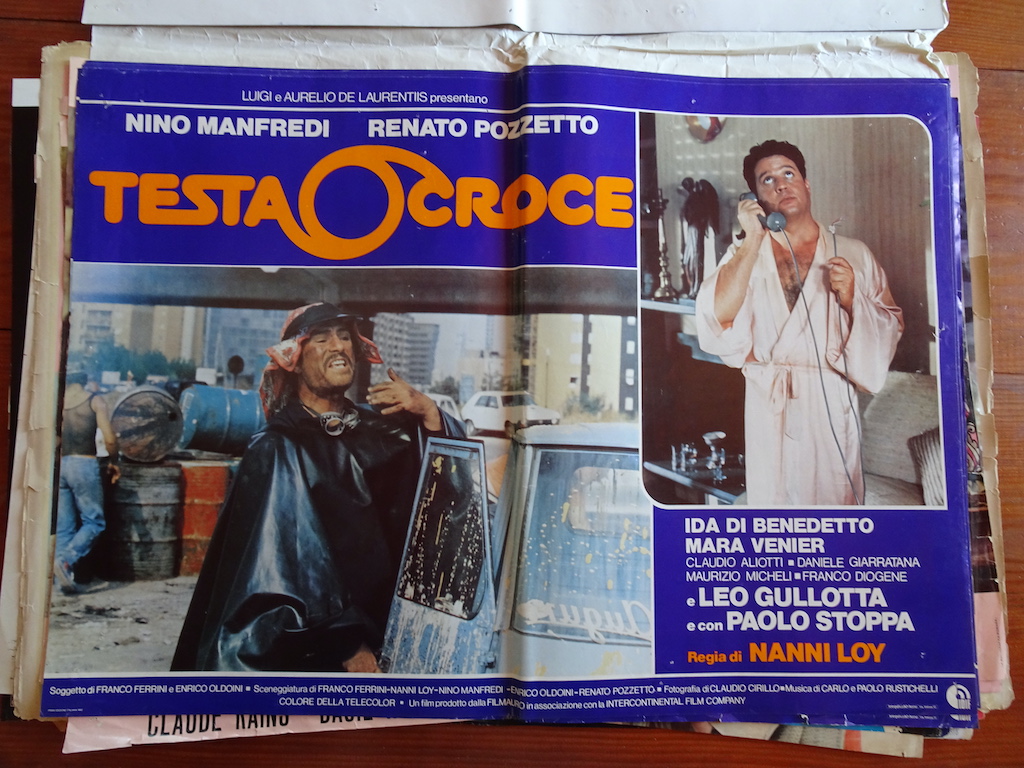 LUIGI e AURELIO DE LAURENTIIS presentano
NINO MANFREDI RENATO POZZETTO
TESTA O CROCE
auguri
IDA DI BENEDETTO
MARA VENIER
CLAUDIO ALIOTTI ▪ DANIELE GIARRATANA
MAURIZIO MICHELI ▪ FRANCO DIOGENE
e LEO GULLOTTA
e con PAOLO STOPPA
Regia di NANNI LOY
Soggetto di FRANCO FERRINI e ENRICO OLDOINI ▪ Sceneggiatura di FRANCO FERRINI-NANNI LOY-NINO MANFREDI-ENRICO OLDOINI-RENATO POZZETTO ▪ Fotografia di CLAUDIO CIRILLO ▪ Musica di CARLO e PAOLO RUSTICHELLI
COLORE DELLA TELECOLOR ▪ Un film prodotto dalla FILMAURO in associazione con la INTERCONTINENTAL FILM COMPANY
CLAUDE RAINS